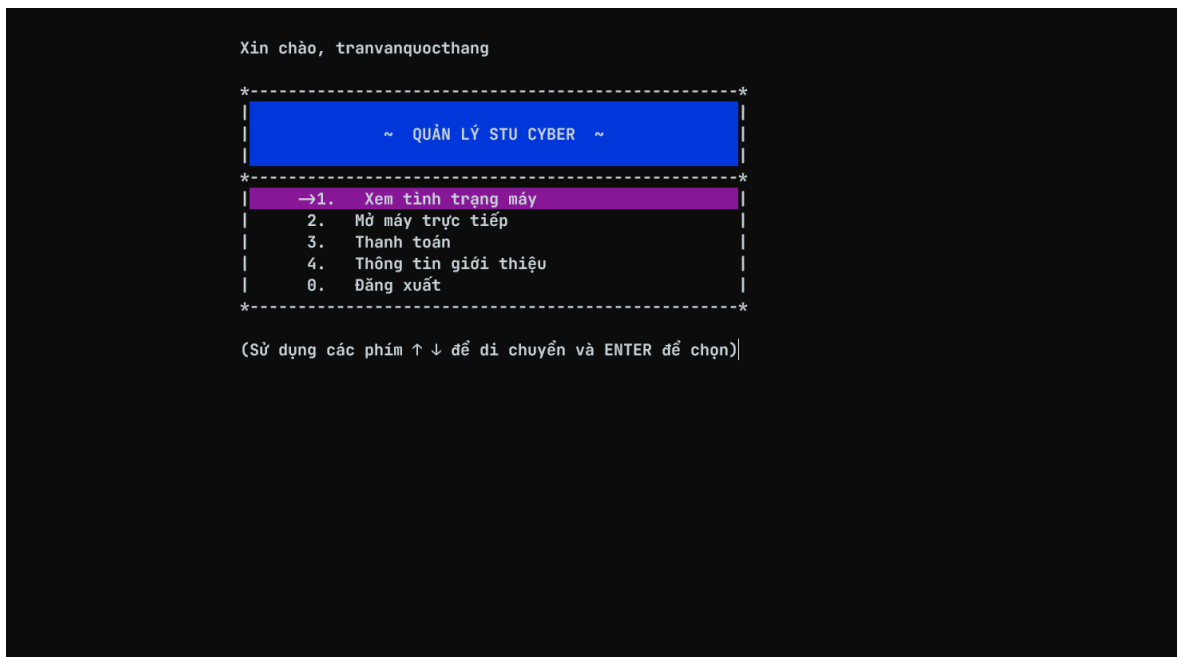 Xin chào, tranvanquocthang
*---------------------------------------------------*
~ QUẢN LÝ STU CYBER ~
*---------------------------------------------------*
→1. Xem tình trạng máy
2. Mở máy trực tiếp
3. Thanh toán
4. Thông tin giới thiệu
0. Đăng xuất
*---------------------------------------------------*
(Sử dụng các phím ↑ ↓ để di chuyển và ENTER để chọn)